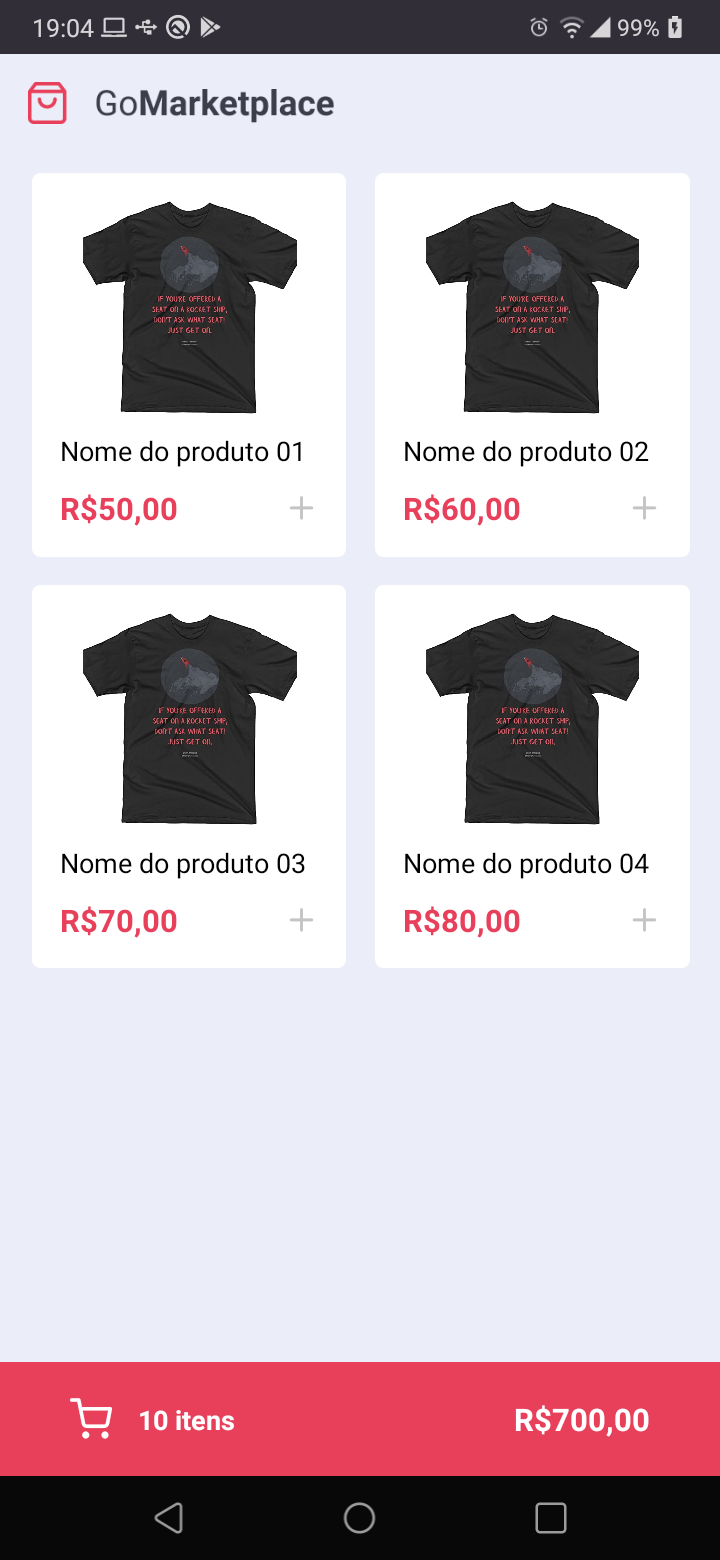 19:04 99%
GoMarketplace
IF YOU'RE OFFERED A
SEAT ON A ROCKET SHIP,
DON'T ASK WHAT SEAT!
JUST GET ON.
IF YOU'RE OFFERED A
SEAT ON A ROCKET SHIP,
DON'T ASK WHAT SEAT!
JUST GET ON.
Nome do produto 01
Nome do produto 02
R$50,00
R$60,00
IF YOU'RE OFFERED A
SEAT ON A ROCKET SHIP,
DON'T ASK WHAT SEAT!
JUST GET ON.
IF YOU'RE OFFERED A
SEAT ON A ROCKET SHIP,
DON'T ASK WHAT SEAT!
JUST GET ON.
Nome do produto 03
Nome do produto 04
R$70,00
R$80,00
10 itens
R$700,00